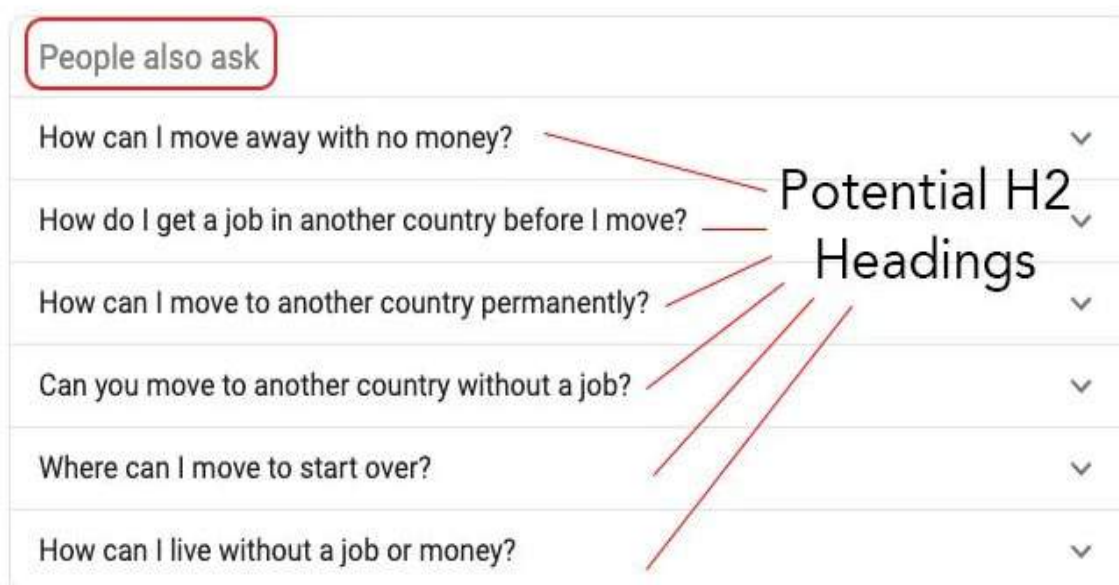 People also ask
How can I move away with no money?
How do I get a job in another country before I move?
How can I move to another country permanently?
Can you move to another country without a job?
Where can I move to start over?
How can I live without a job or money?
Potential H2
Headings